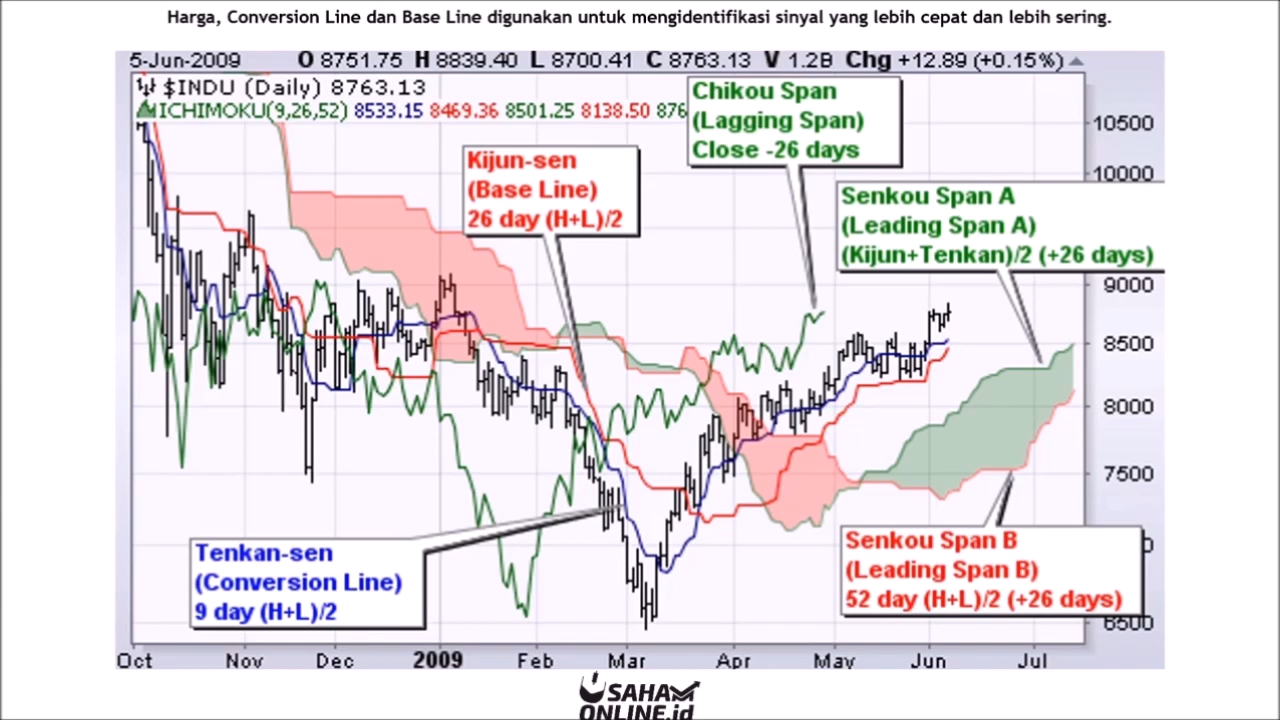 Harga, Conversion Line dan Base Line digunakan untuk mengidentifikasi sinyal yang lebih cepat dan lebih sering.
5-Jun-2009 O 8751.75 H 8839.40 L 8700.41 C 8763.13 V 1.2B Chg +12.89 (+0.15%)
$INDU (Daily) 8763.13
ICHIMOKU(9,26,52) 8533.15 8469.36 8501.25 8138.50 876
Chikou Span
(Lagging Span)
Close -26 days
Kijun-sen
(Base Line)
26 day (H+L)/2
Senkou Span A
(Leading Span A)
(Kijun+Tenkan)/2 (+26 days)
10500
10000
9000
8500
8000
7500
0
6500
Tenkan-sen
(Conversion Line)
9 day (H+L)/2
Senkou Span B
(Leading Span B)
52 day (H+L)/2 (+26 days)
Oct Nov Dec 2009 Feb Mar Apr May Jun Jul
SAHAM
ONLINE.id